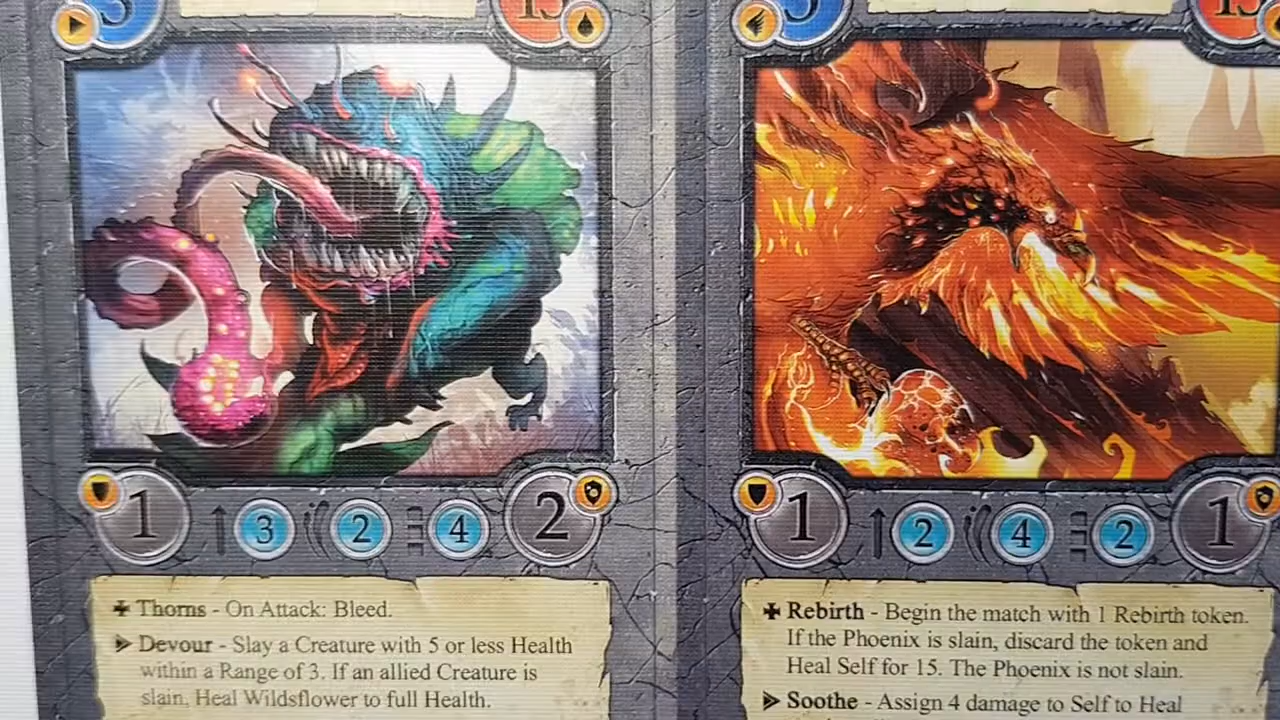 1 3 2 4 2
Thorns - On Attack: Bleed.
Devour - Slay a Creature with 5 or less Health
within a Range of 3. If an allied Creature is
slain, Heal Wildsflower to full Health.
1 2 4 2 1
Rebirth - Begin the match with 1 Rebirth token.
If the Phoenix is slain, discard the token and
Heal Self for 15. The Phoenix is not slain.
Soothe - Assign 4 damage to Self to Heal